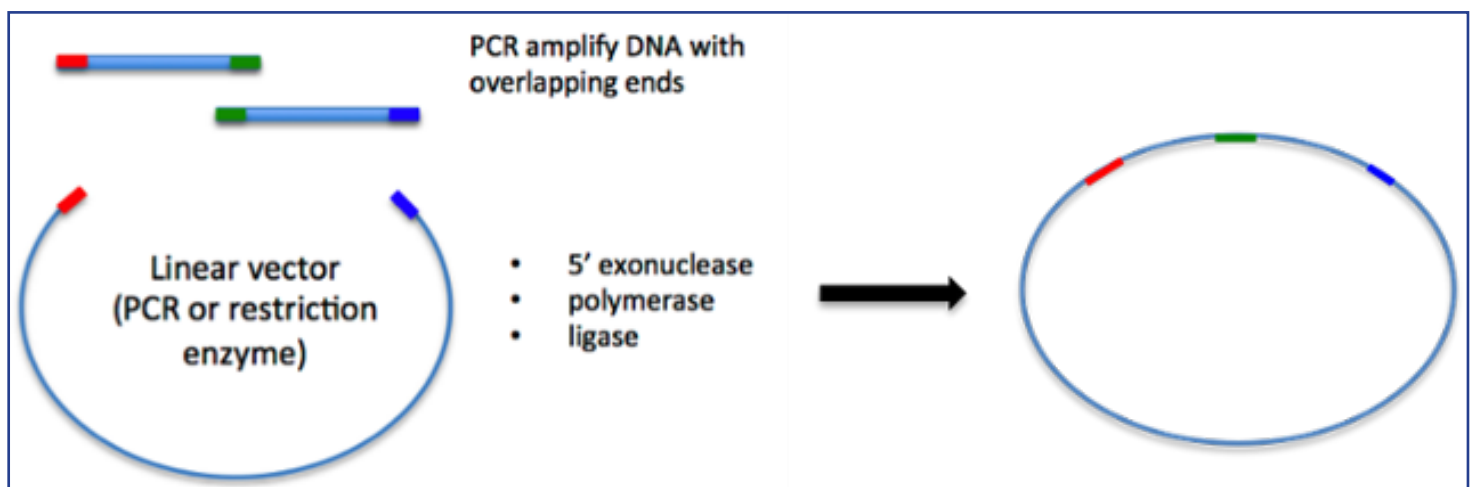 PCR amplify DNA with
overlapping ends
Linear vector
(PCR or restriction
enzyme)
• 5' exonuclease
• polymerase
• ligase